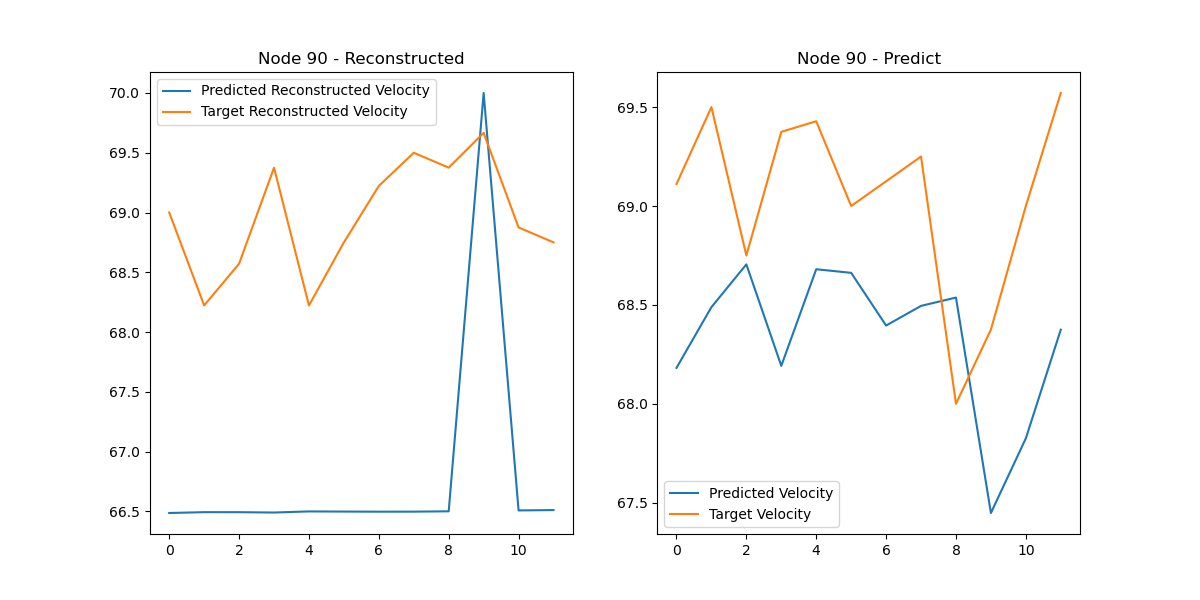 Node 90 - Reconstructed
Predicted Reconstructed Velocity
Target Reconstructed Velocity
70.0
69.5
69.0
68.5
68.0
67.5
67.0
66.5
0 2 4 6 8 10
Node 90 - Predict
69.5
69.0
68.5
68.0
67.5
Predicted Velocity
Target Velocity
0 2 4 6 8 10